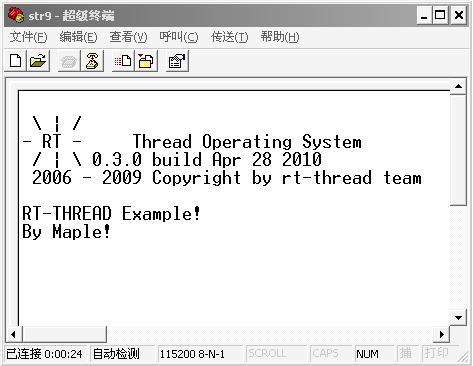 str9 - 超级终端
文件(F) 编辑(E) 查看(V) 呼叫(C) 传送(T) 帮助(H)
\ | /
- RT -     Thread Operating System
/ | \ 0.3.0 build Apr 28 2010
2006 - 2009 Copyright by rt-thread team
RT-THREAD Example!
By Maple!
已连接 0:00:24 自动检测 115200 8-N-1 SCROLL CAPS NUM 捕 打印